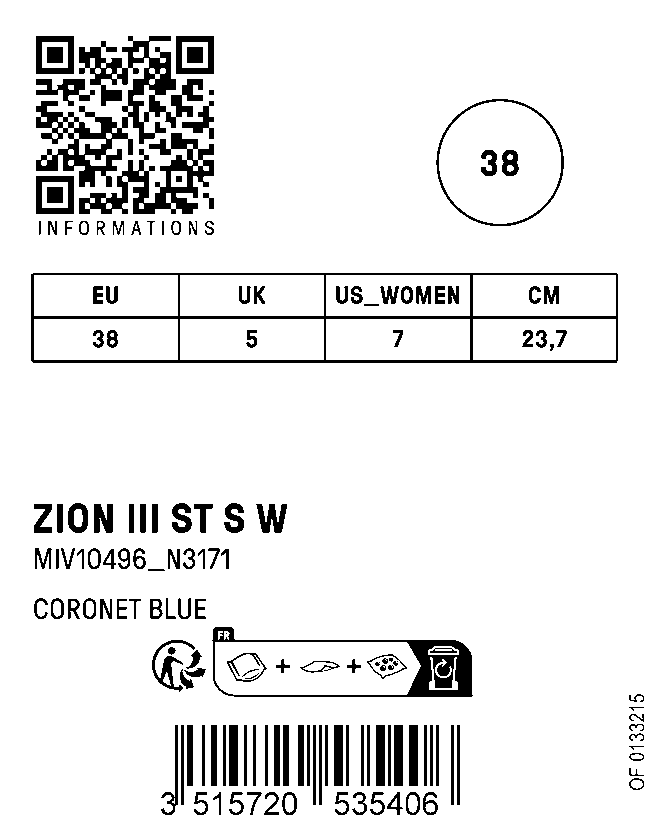 INFORMATIONS
38
EU UK US_WOMEN CM
38 5 7 23,7
ZION III ST S W
MIV10496_N3171
CORONET BLUE
FR
3 515720 535406
OF 0133215